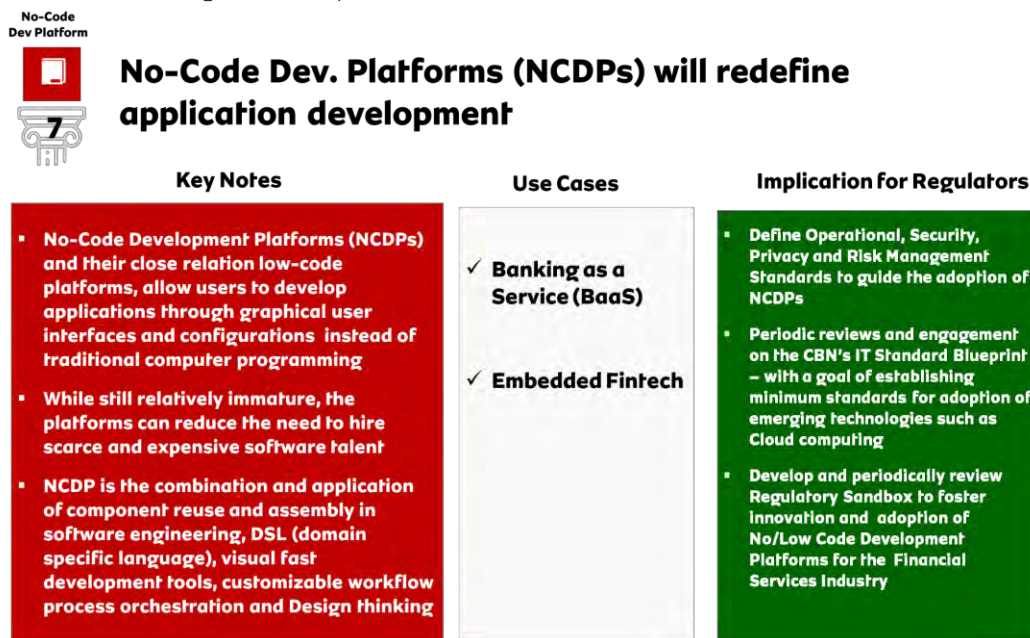 No-Code
Dev Platform
7
No-Code Dev. Platforms (NCDPs) will redefine
application development
Key Notes
▪ No-Code Development Platforms (NCDPs)
and their close relation low-code
platforms, allow users to develop
applications through graphical user
interfaces and configurations instead of
traditional computer programming
▪ While still relatively immature, the
platforms can reduce the need to hire
scarce and expensive software talent
▪ NCDP is the combination and application
of component reuse and assembly in
software engineering, DSL (domain
specific language), visual fast
development tools, customizable workflow
process orchestration and Design thinking
Use Cases
✓ Banking as a
Service (BaaS)
✓ Embedded Fintech
Implication for Regulators
▪ Define Operational, Security,
Privacy and Risk Management
Standards to guide the adoption of
NCDPs
▪ Periodic reviews and engagement
on the CBN's IT Standard Blueprint
– with a goal of establishing
minimum standards for adoption of
emerging technologies such as
Cloud computing
▪ Develop and periodically review
Regulatory Sandbox to foster
innovation and adoption of
No/Low Code Development
Platforms for the Financial
Services Industry